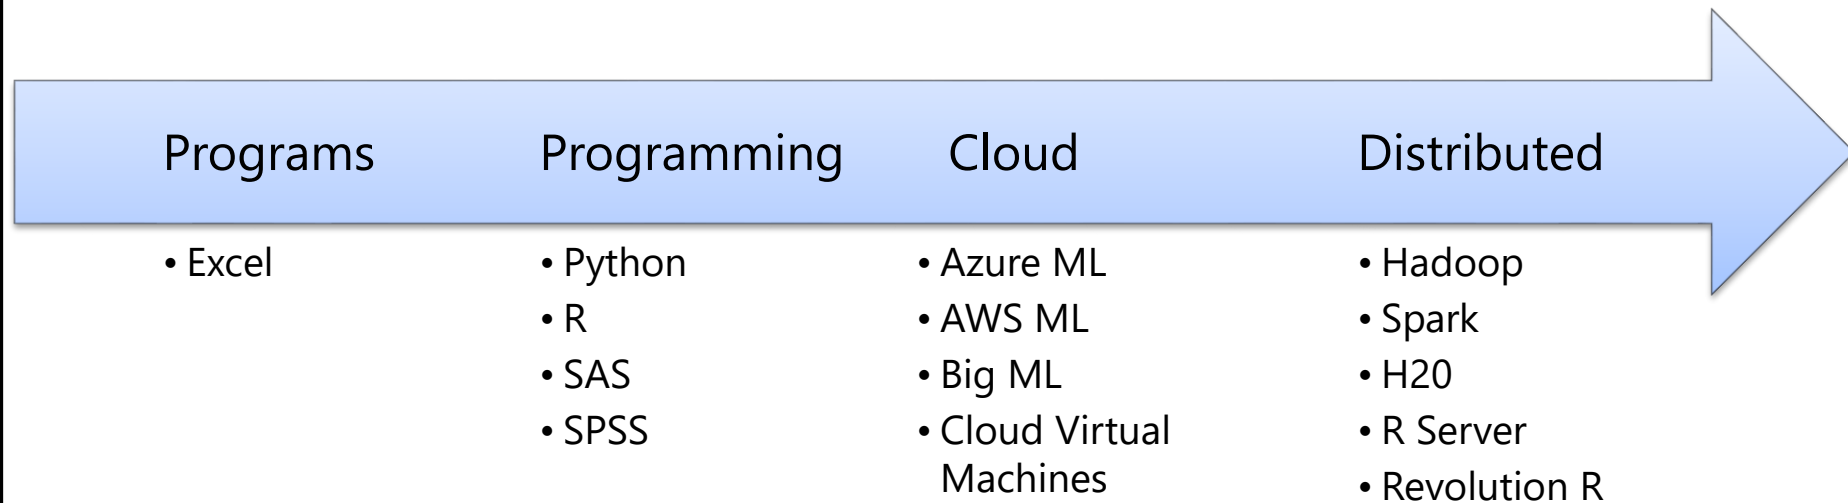 Programs
Programming
Cloud
Distributed
• Excel
• Python
• R
• SAS
• SPSS
• Azure ML
• AWS ML
• Big ML
• Cloud Virtual
Machines
• Hadoop
• Spark
• H20
• R Server
• Revolution R